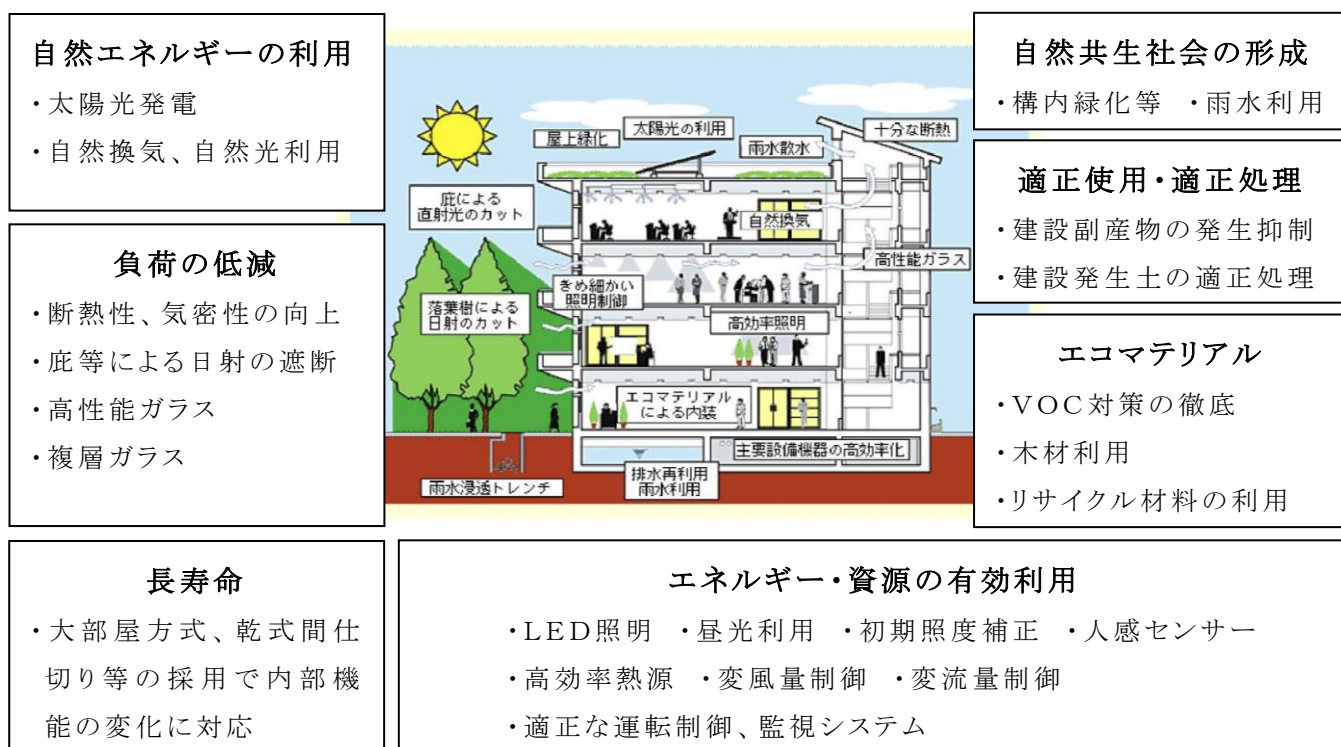 自然エネルギーの利用
・太陽光発電
・自然換気、自然光利用
負荷の低減
・断熱性、気密性の向上
・庇等による日射の遮断
・高性能ガラス
・複層ガラス
長寿命
・大部屋方式、乾式間仕
切り等の採用で内部機
能の変化に対応
屋上緑化
太陽光の利用
雨水散水
十分な断熱
庇による
直射光のカット
自然換気
高性能ガラス
きめ細かい
照明制御
落葉樹による
日射のカット
高効率照明
エコマテリアル
による内装
主要設備機器の高効率化
雨水浸透トレンチ
排水再利用
雨水利用
自然共生社会の形成
・構内緑化等 ・雨水利用
適正使用・適正処理
・建設副産物の発生抑制
・建設発生土の適正処理
エコマテリアル
・VOC対策の徹底
・木材利用
・リサイクル材料の利用
エネルギー・資源の有効利用
・LED照明 ・昼光利用 ・初期照度補正 ・人感センサー
・高効率熱源 ・変風量制御 ・変流量制御
・適正な運転制御、監視システム